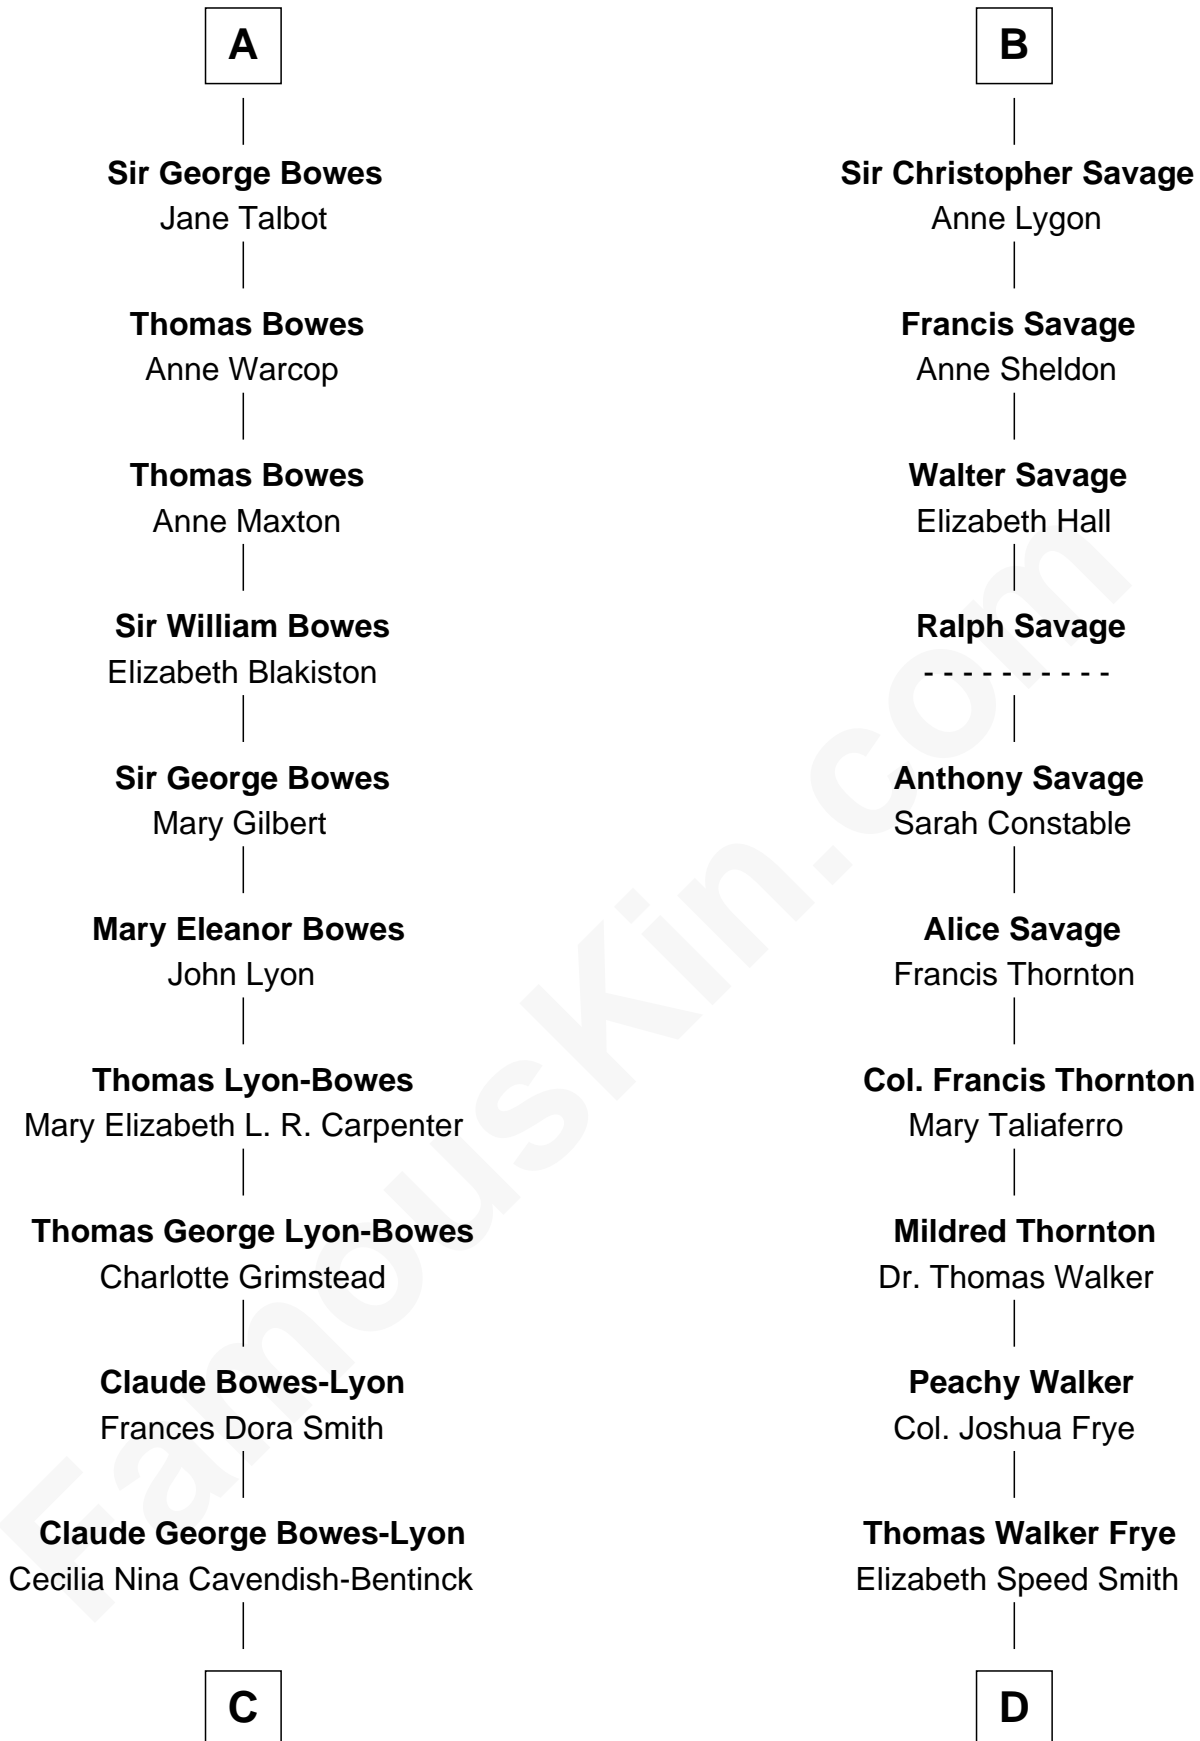 A
Sir George Bowes
Jane Talbot
Thomas Bowes
Anne Warcop
Thomas Bowes
Anne Maxton
Sir William Bowes
Elizabeth Blakiston
Sir George Bowes
Mary Gilbert
Mary Eleanor Bowes
John Lyon
Thomas Lyon-Bowes
Mary Elizabeth L. R. Carpenter
Thomas George Lyon-Bowes
Charlotte Grimstead
Claude Bowes-Lyon
Frances Dora Smith
Claude George Bowes-Lyon
Cecilia Nina Cavendish-Bentinck
C
B
Sir Christopher Savage
Anne Lygon
Francis Savage
Anne Sheldon
Walter Savage
Elizabeth Hall
Ralph Savage
- - - - - - - - - -
Anthony Savage
Sarah Constable
Alice Savage
Francis Thornton
Col. Francis Thornton
Mary Taliaferro
Mildred Thornton
Dr. Thomas Walker
Peachy Walker
Col. Joshua Frye
Thomas Walker Frye
Elizabeth Speed Smith
D
FamousKin.com